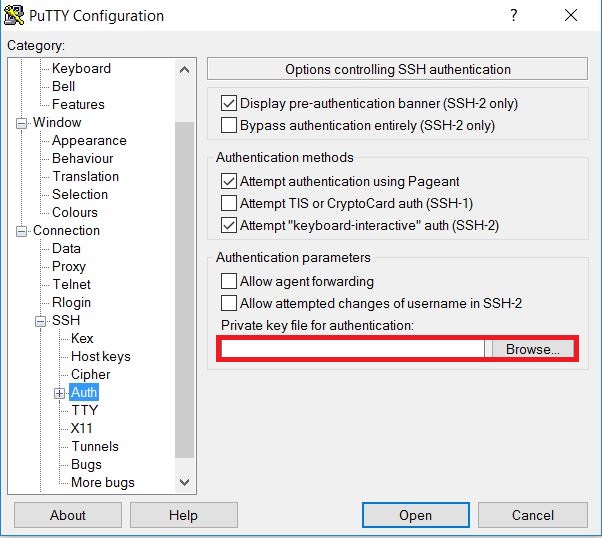 PuTTY Configuration
?
Category:
Keyboard
Bell
Features
Window
Appearance
Behaviour
Translation
Selection
Colours
Connection
Data
Proxy
Telnet
Rlogin
SSH
Kex
Host keys
Cipher
Auth
TTY
X11
Tunnels
Bugs
More bugs
Options controlling SSH authentication
Display pre-authentication banner (SSH-2 only)
Bypass authentication entirely (SSH-2 only)
Authentication methods
Attempt authentication using Pageant
Attempt TIS or CryptoCard auth (SSH-1)
Attempt "keyboard-interactive" auth (SSH-2)
Authentication parameters
Allow agent forwarding
Allow attempted changes of username in SSH-2
Private key file for authentication:
Browse...
About
Help
Open
Cancel